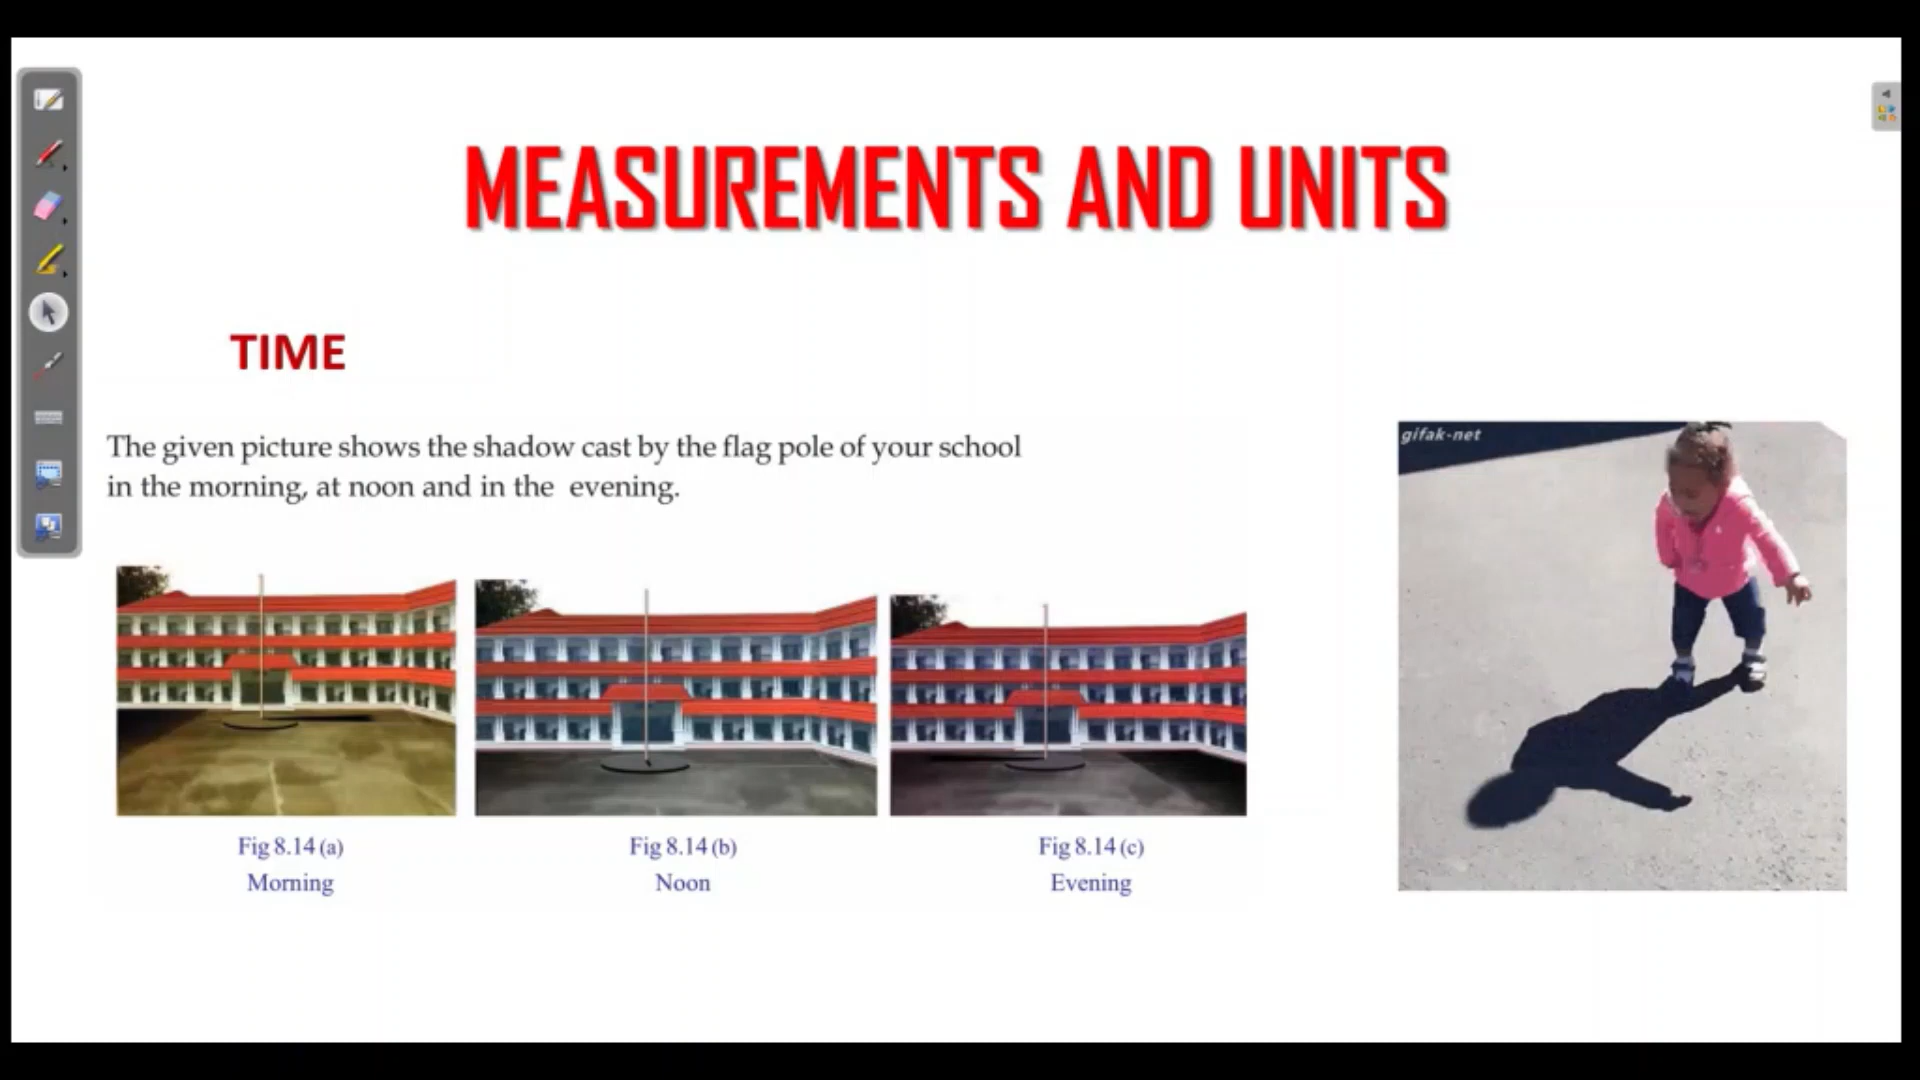 MEASUREMENTS AND UNITS
TIME
The given picture shows the shadow cast by the flag pole of your school
in the morning, at noon and in the evening.
gifak-net
Fig 8.14 (a)
Morning
Fig 8.14 (b)
Noon
Fig 8.14 (c)
Evening